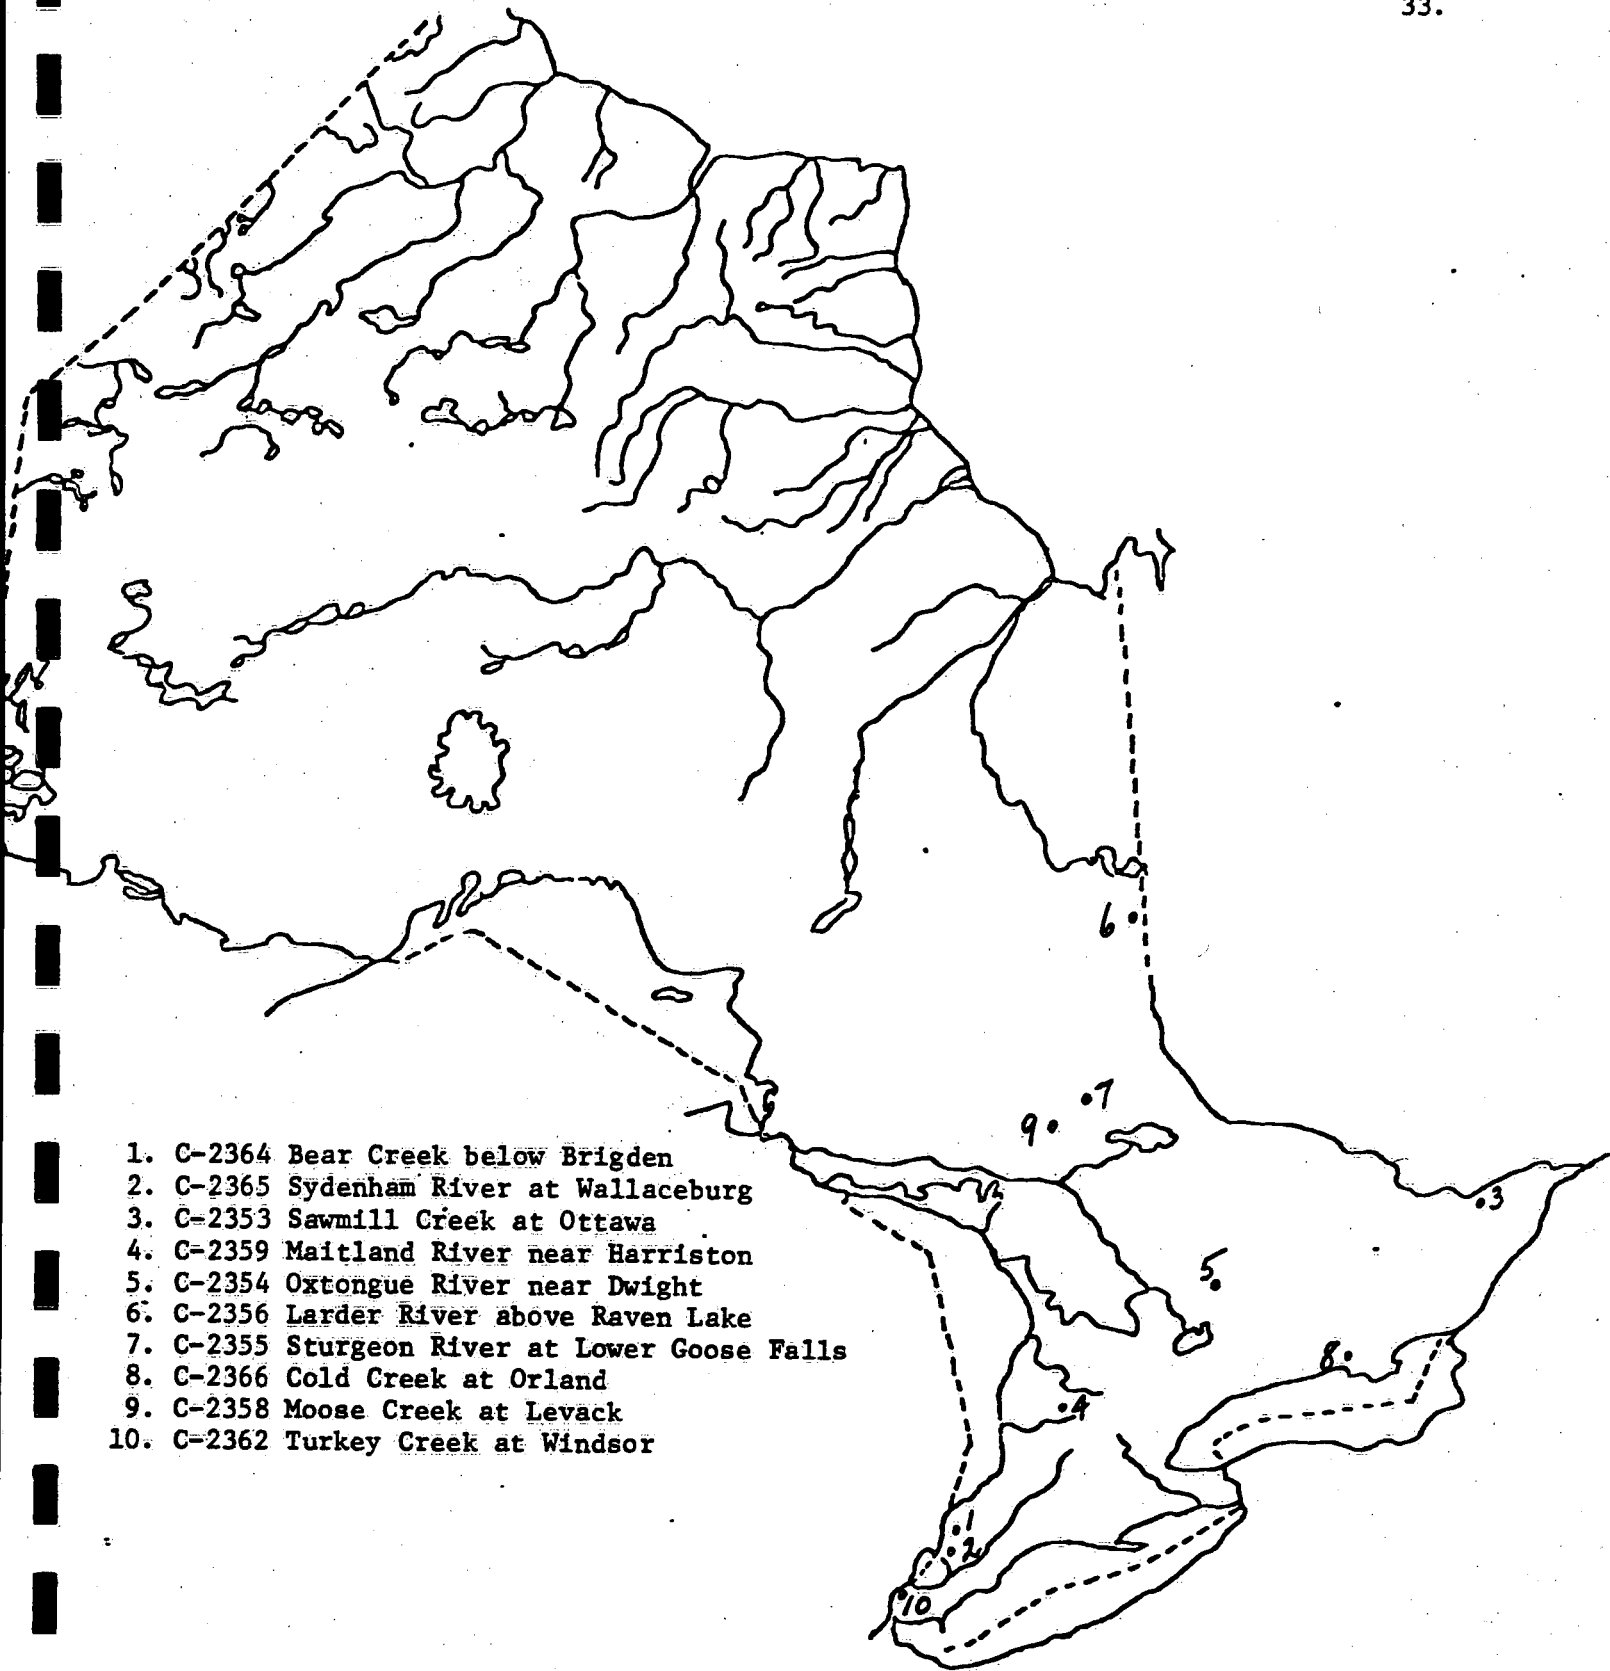 33.
6
7
9
3
5
8
4
1
2
10
1. C-2364 Bear Creek below Brigden
2. C-2365 Sydenham River at Wallaceburg
3. C-2353 Sawmill Creek at Ottawa
4. C-2359 Maitland River near Harriston
5. C-2354 Oxtongue River near Dwight
6. C-2356 Larder River above Raven Lake
7. C-2355 Sturgeon River at Lower Goose Falls
8. C-2366 Cold Creek at Orland
9. C-2358 Moose Creek at Levack
10. C-2362 Turkey Creek at Windsor